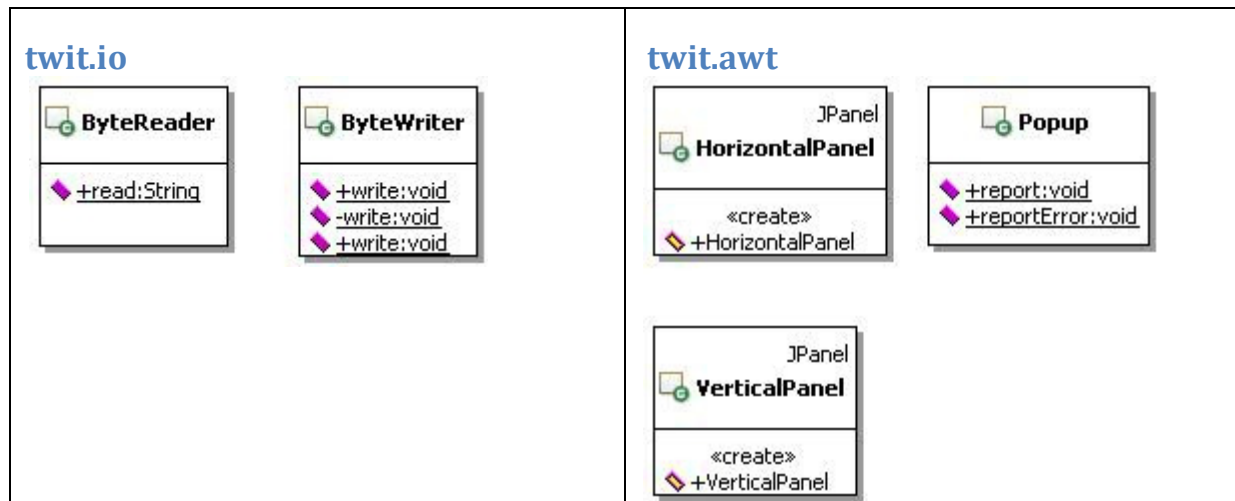 twit.io
ByteReader
+read:String
ByteWriter
+write:void
-write:void
+write:void
twit.awt
JPanel
HorizontalPanel
«create»
+HorizontalPanel
Popup
+report:void
+reportError:void
JPanel
VerticalPanel
«create»
+VerticalPanel